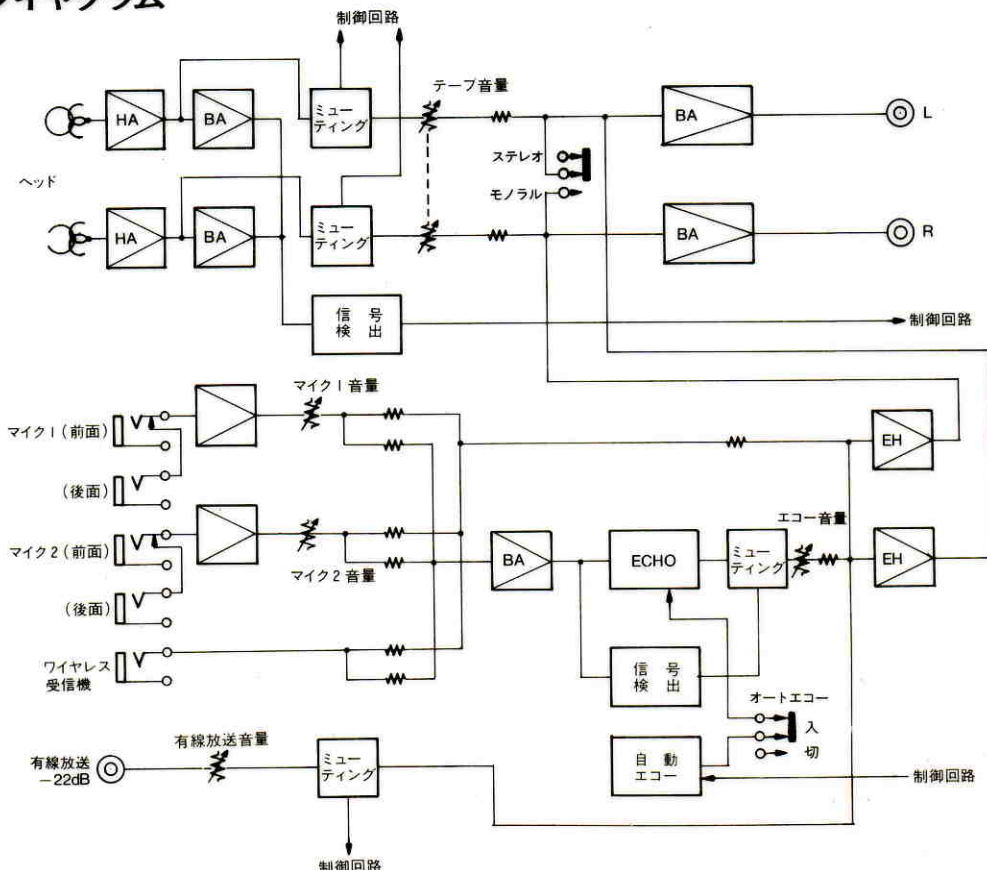 制御回路
テープ音量
HA
BA
ミュー
ティング
BA
L
ステレオ
モノラル
ヘッド
HA
BA
ミュー
ティング
BA
R
信号
検出
制御回路
マイク1音量
マイク1(前面)
EH
(後面)
エコー音量
マイク2(前面)
マイク2音量
BA
ECHO
ミュー
ティング
EH
(後面)
ワイヤレス
受信機
信号
検出
オートエコー
入
切
有線放送音量
有線放送
-22dB
ミュー
ティング
自動
エコー
制御回路
制御回路